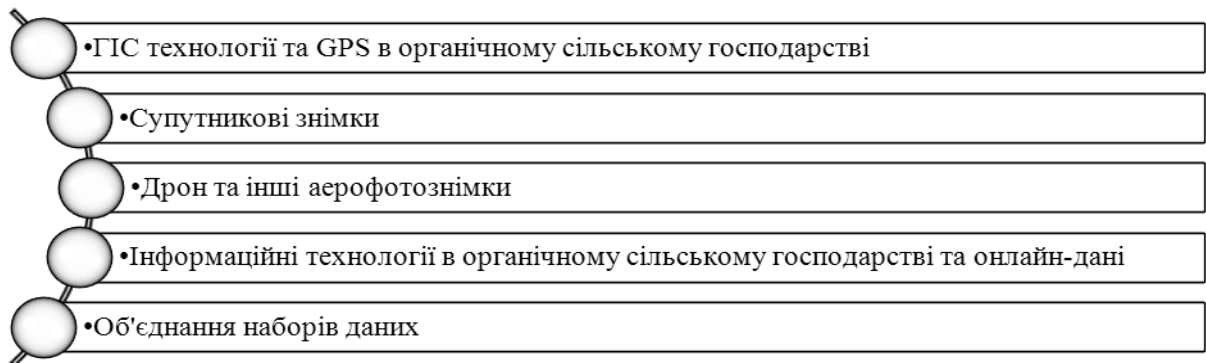 •ГІС технології та GPS в органічному сільському господарстві
•Супутникові знімки
•Дрон та інші аерофотознімки
•Інформаційні технології в органічному сільському господарстві та онлайн-дані
•Об'єднання наборів даних